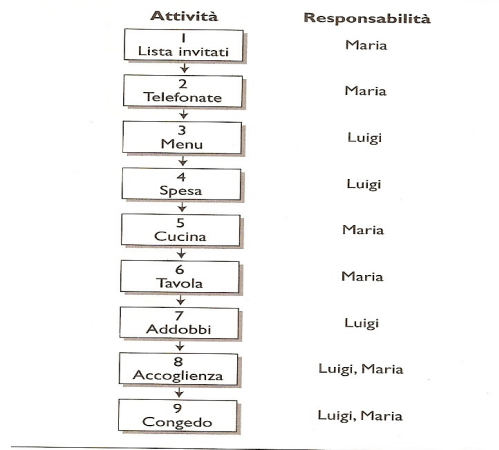 Attività Responsabilità
1
Lista invitati Maria
2
Telefonate Maria
3
Menu Luigi
4
Spesa Luigi
5
Cucina Maria
6
Tavola Maria
7
Addobbi Luigi
8
Accoglienza Luigi, Maria
9
Congedo Luigi, Maria